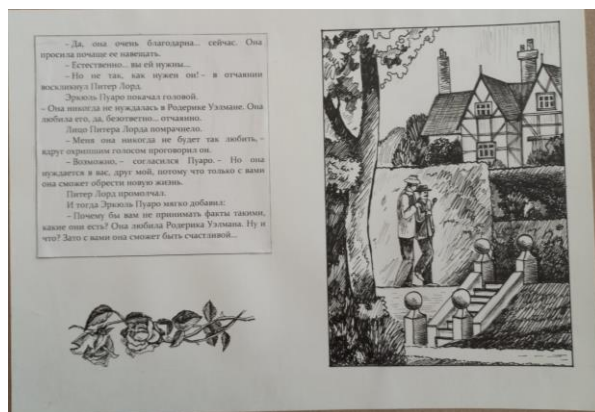 – Да, она очень благодарна... сейчас. Она
просила почаще ее навещать.
– Естественно... вы ей нужны...
– Но не так, как нужен он! – в отчаянии
воскликнул Питер Лорд.
Эркюль Пуаро покачал головой.
– Она никогда не нуждалась в Родерике Уэлмане. Она
любила его, да, безответно... отчаянно.
Лицо Питера Лорда помрачнело.
– Меня она никогда не будет так любить, –
вдруг охрипшим голосом проговорил он.
– Возможно, – согласился Пуаро. – Но она
нуждается в вас, друг мой, потому что только с вами
она сможет обрести новую жизнь.
Питер Лорд промолчал.
И тогда Эркюль Пуаро мягко добавил:
– Почему бы вам не принимать факты такими,
какие они есть? Она любила Родерика Уэлмана. Ну и
что? Зато с вами она сможет быть счастливой...